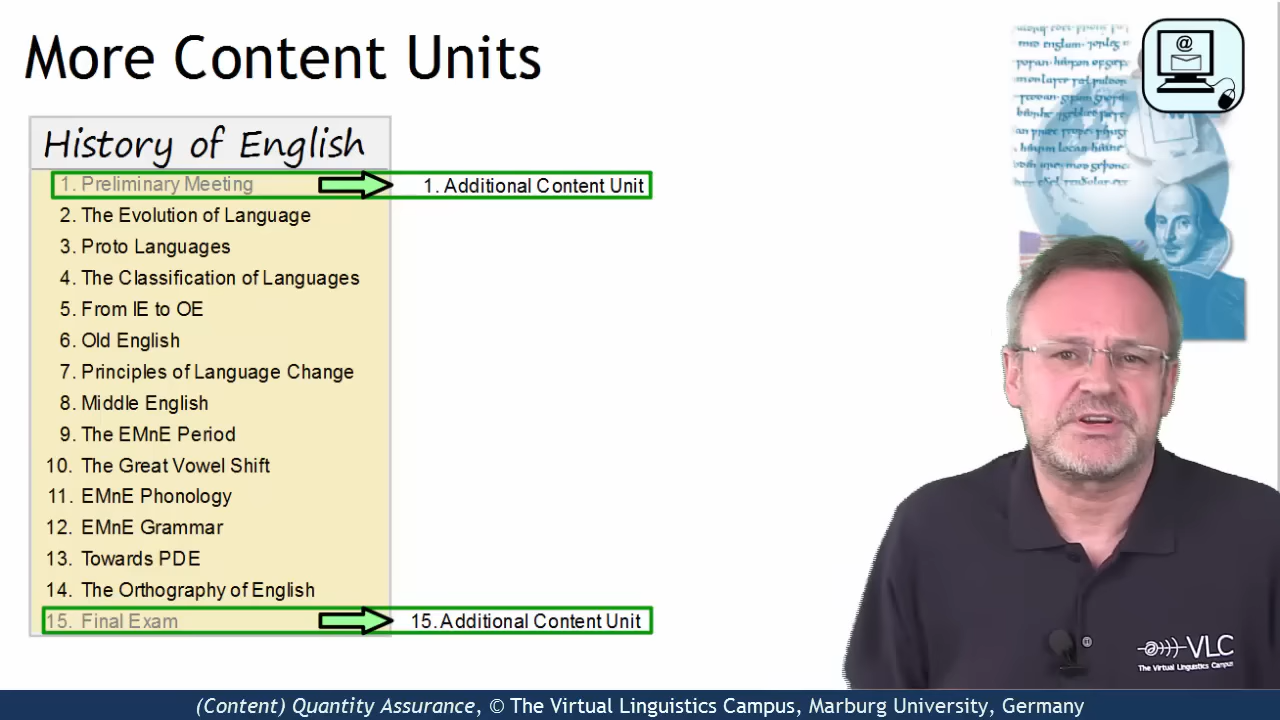 More Content Units
@
History of English
1. Preliminary Meeting
1. Additional Content Unit
2. The Evolution of Language
3. Proto Languages
4. The Classification of Languages
5. From IE to OE
6. Old English
7. Principles of Language Change
8. Middle English
9. The EMnE Period
10. The Great Vowel Shift
11. EMnE Phonology
12. EMnE Grammar
13. Towards PDE
14. The Orthography of English
15. Final Exam
15. Additional Content Unit
VLC
The Virtual Linguistics Campus
(Content) Quantity Assurance, © The Virtual Linguistics Campus, Marburg University, Germany